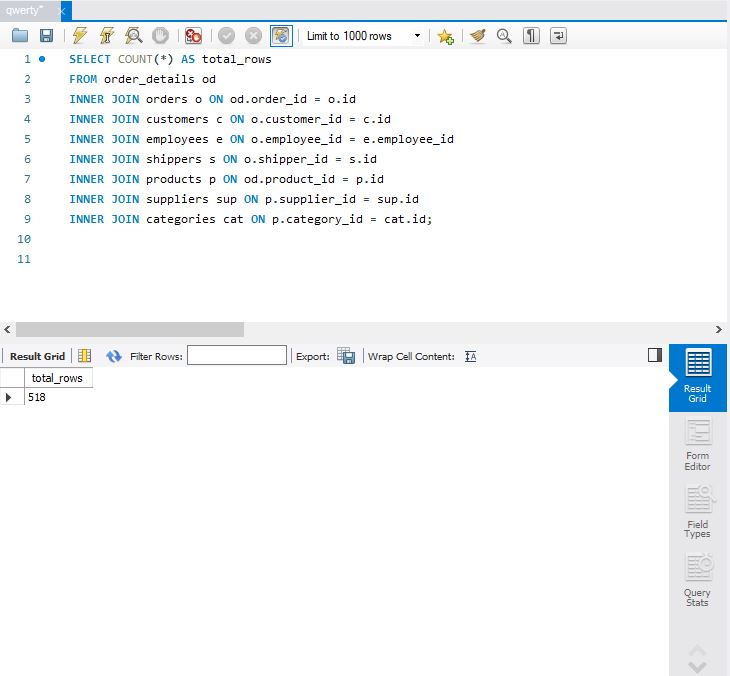 qwerty*
Limit to 1000 rows
1 SELECT COUNT(*) AS total_rows
2 FROM order_details od
3 INNER JOIN orders o ON od.order_id = o.id
4 INNER JOIN customers c ON o.customer_id = c.id
5 INNER JOIN employees e ON o.employee_id = e.employee_id
6 INNER JOIN shippers s ON o.shipper_id = s.id
7 INNER JOIN products p ON od.product_id = p.id
8 INNER JOIN suppliers sup ON p.supplier_id = sup.id
9 INNER JOIN categories cat ON p.category_id = cat.id;
10
11
Result Grid Filter Rows: Export: Wrap Cell Content: IA
total_rows
518
Result
Grid
Form
Editor
Field
Types
Query
Stats